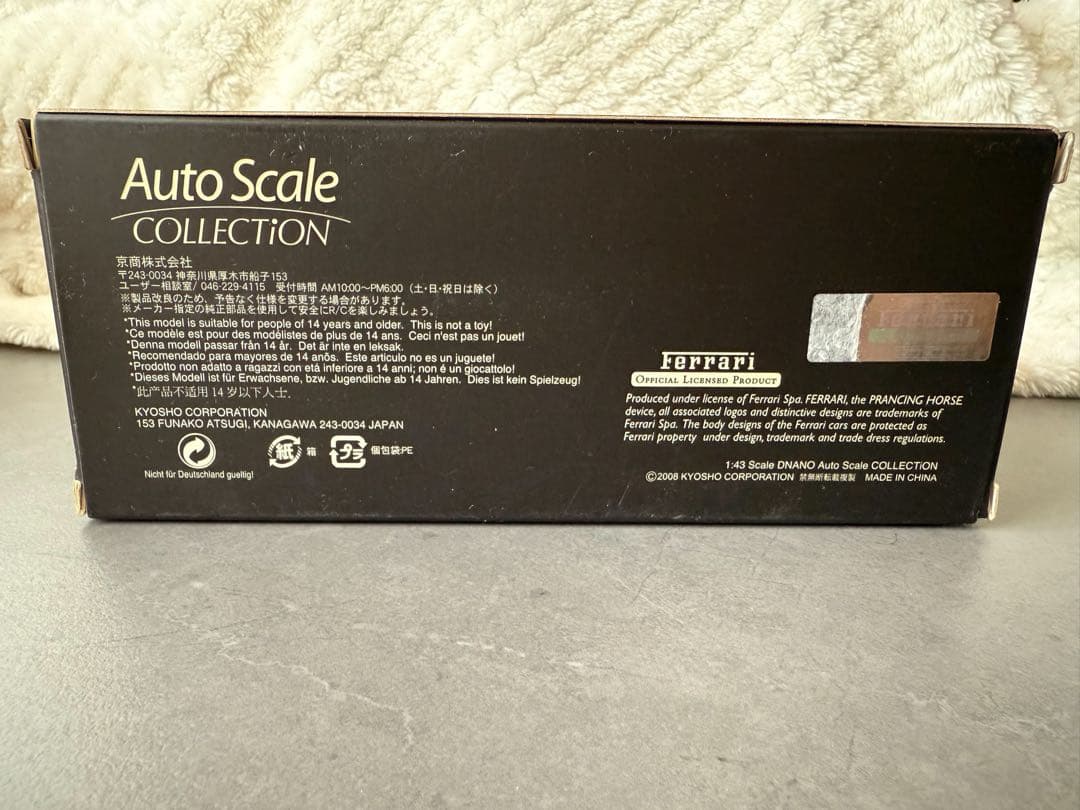 Auto Scale
COLLECTiON
京商株式会社
〒243-0034 神奈川県厚木市船子153
ユーザー相談室/ 046-229-4115 受付時間 AM10:00〜PM6:00（土・日・祝日は除く）
※製品改良のため、予告なく仕様を変更する場合があります。
※メーカー指定の純正部品を使用して安全にR/Cを楽しみましょう。
*This model is suitable for people of 14 years and older. This is not a toy!
*Ce modèle est pour des modélistes de plus de 14 ans. Ceci n'est pas un jouet!
*Denna modell passar från 14 år. Det är inte en leksak.
*Recomendado para mayores de 14 anõs. Este articulo no es un juguete!
*Prodotto non adatto a ragazzi con etá inferiore a 14 anni; non é un giocattolo!
*Dieses Modell ist für Erwachsene, bzw. Jugendliche ab 14 Jahren. Dies ist kein Spielzeug!
*此产品不适用 14 岁以下人士.
KYOSHO CORPORATION
153 FUNAKO ATSUGI, KANAGAWA 243-0034 JAPAN
紙 箱 プラ 個包袋PE
Nicht für Deutschland gueltig!
Ferrari
OFFICIAL LICENSED PRODUCT
Produced under license of Ferrari Spa. FERRARI, the PRANCING HORSE
device, all associated logos and distinctive designs are trademarks of
Ferrari Spa. The body designs of the Ferrari cars are protected as
Ferrari property under design, trademark and trade dress regulations.
1:43 Scale DNANO Auto Scale COLLECTiON
©2008 KYOSHO CORPORATION 禁無断転載複製 MADE IN CHINA